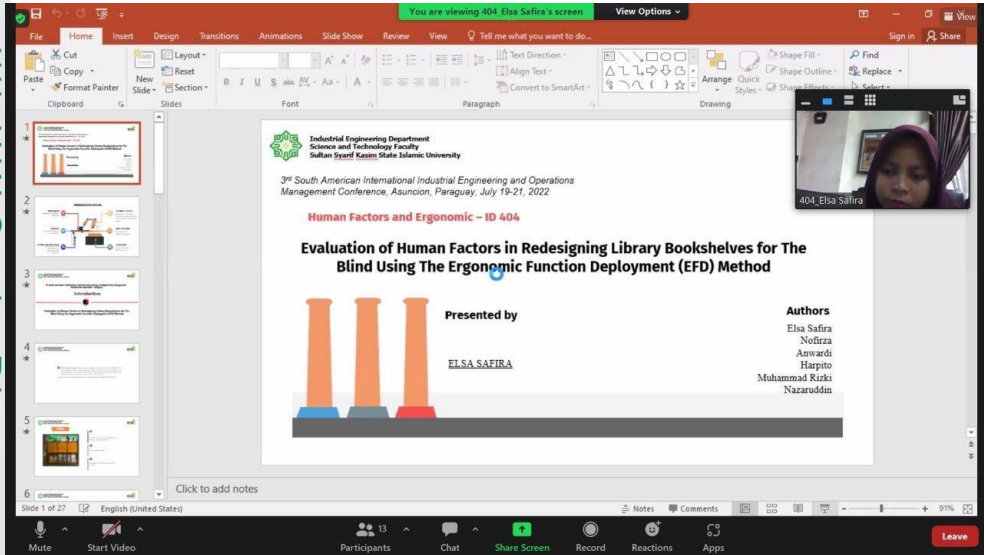 You are viewing 404_Elsa Safira's screen
View Options
View
File
Home
Insert
Design
Transitions
Animations
Slide Show
Review
View
Tell me what you want to do...
Sign in
Share
Paste
Cut
Copy
Format Painter
Clipboard
New
Slide
Layout
Reset
Section
Slides
Font
Text Direction
Align Text
Convert to SmartArt
Paragraph
Arrange
Quick
Styles
Shape Fill
Shape Outline
Shape Effects
Drawing
Find
Replace
Select
404_Elsa Safira
1
2
3
Introduction
4
5
6
Industrial Engineering Department
Science and Technology Faculty
Sultan Syarif Kasim State Islamic University
3rd South American International Industrial Engineering and Operations
Management Conference, Asuncion, Paraguay, July 19-21, 2022
Human Factors and Ergonomic – ID 404
Evaluation of Human Factors in Redesigning Library Bookshelves for The
Blind Using The Ergonomic Function Deployment (EFD) Method
Presented by
ELSA SAFIRA
Authors
Elsa Safira
Nofirza
Anwardi
Harpito
Muhammad Rizki
Nazaruddin
Click to add notes
Slide 1 of 27
English (United States)
Notes
Comments
91%
Mute
Start Video
13
Participants
Chat
Share Screen
Record
Reactions
Apps
Leave